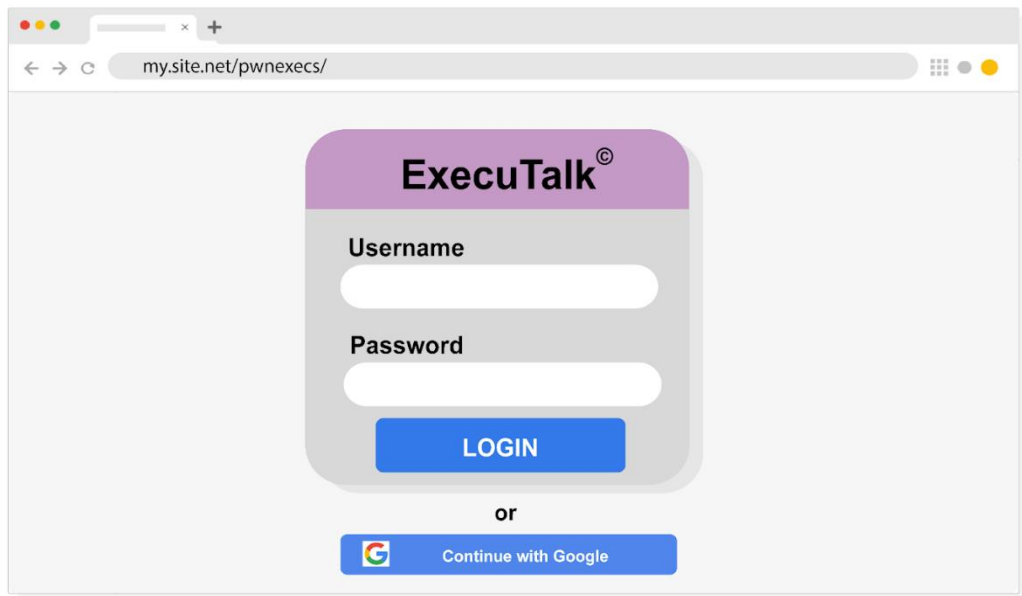 my.site.net/pwnexecs/
ExecuTalk©
Username
Password
LOGIN
or
G Continue with Google